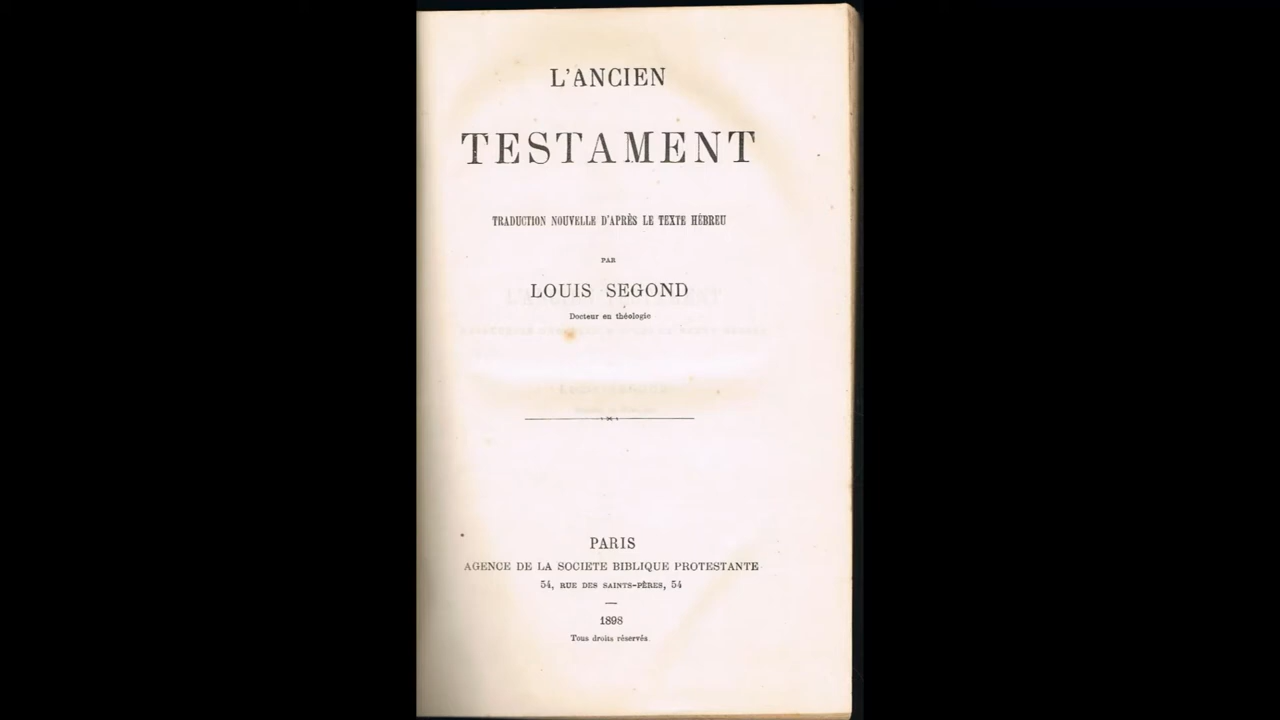 L'ANCIEN
TESTAMENT
TRADUCTION NOUVELLE D'APRÈS LE TEXTE HÉBREU
PAR
LOUIS SEGOND
Docteur en théologie
PARIS
AGENCE DE LA SOCIETE BIBLIQUE PROTESTANTE
54, RUE DES SAINTS-PÈRES, 54
1898
Tous droits réservés